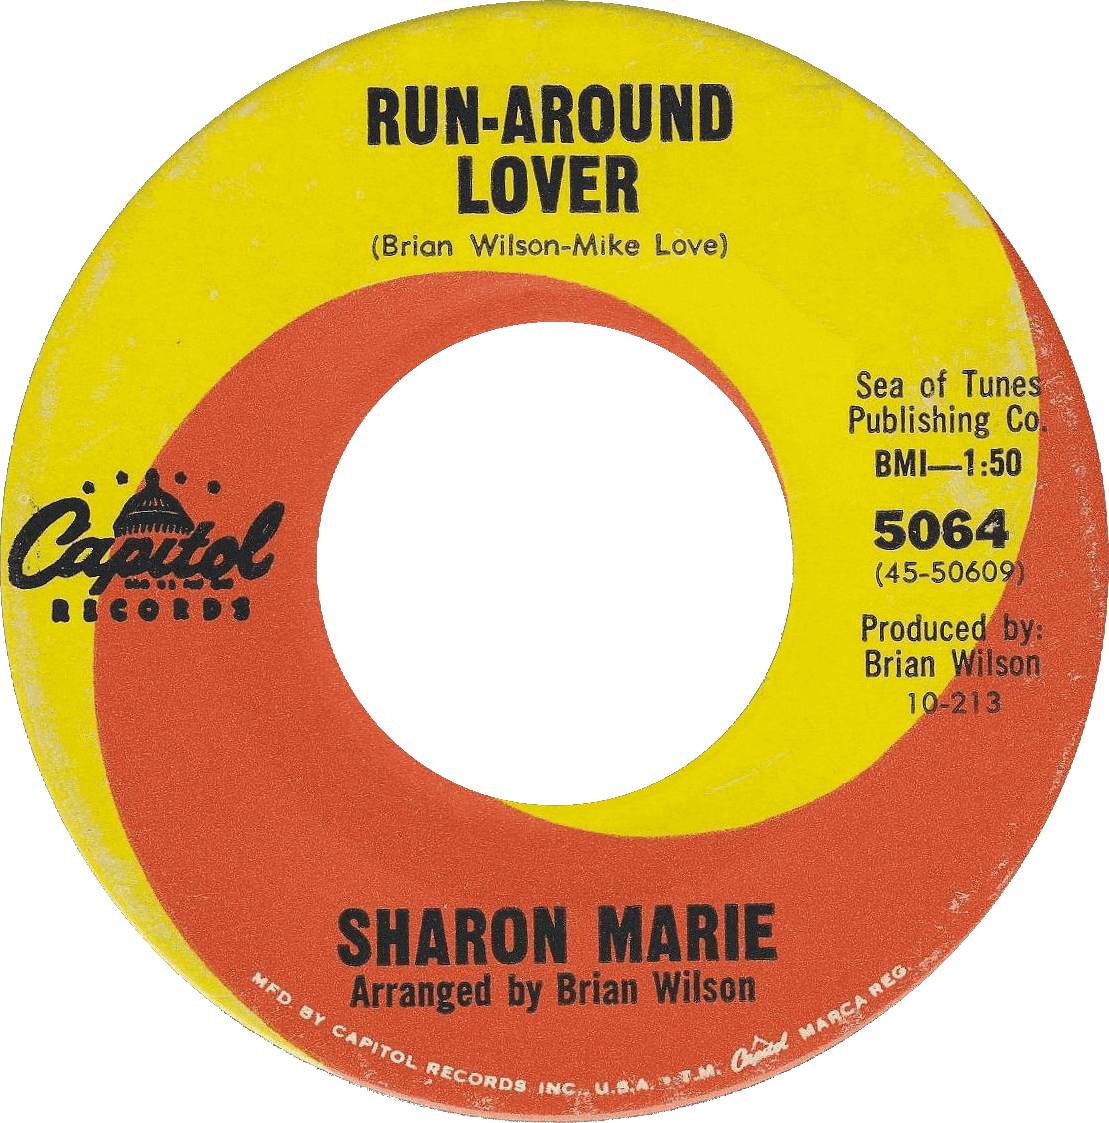 RUN-AROUND
LOVER
(Brian Wilson-Mike Love)
Sea of Tunes
Publishing Co.
BMI—1:50
5064
(45-50609)
Produced by:
Brian Wilson
10-213
Capitol
RECORDS
SHARON MARIE
Arranged by Brian Wilson
MFD. BY CAPITOL RECORDS INC., U.S.A. • T.M. Capitol MARCA REG.